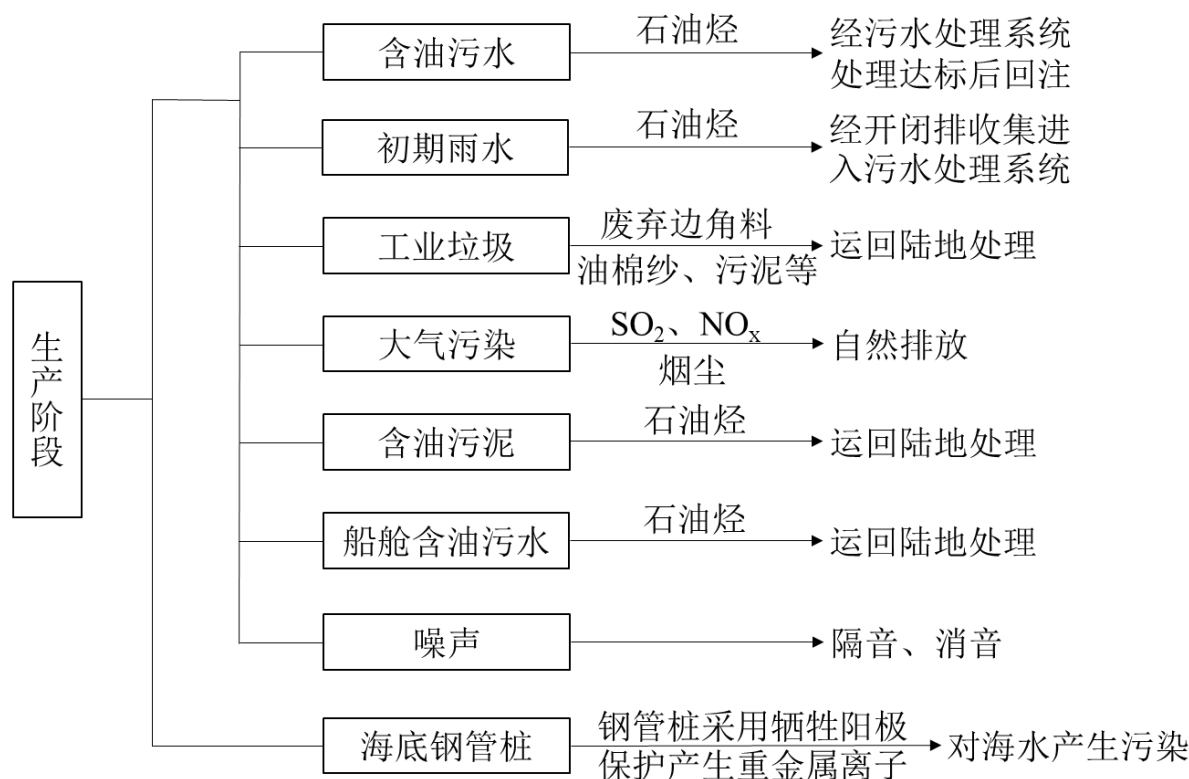 生产阶段
含油污水
石油烃
经污水处理系统
处理达标后回注
初期雨水
石油烃
经开闭排收集进
入污水处理系统
工业垃圾
废弃边角料
油棉纱、污泥等
运回陆地处理
大气污染
SO₂、NOₓ
烟尘
自然排放
含油污泥
石油烃
运回陆地处理
船舱含油污水
石油烃
运回陆地处理
噪声
隔音、消音
海底钢管桩
钢管桩采用牺牲阳极
保护产生重金属离子
对海水产生污染